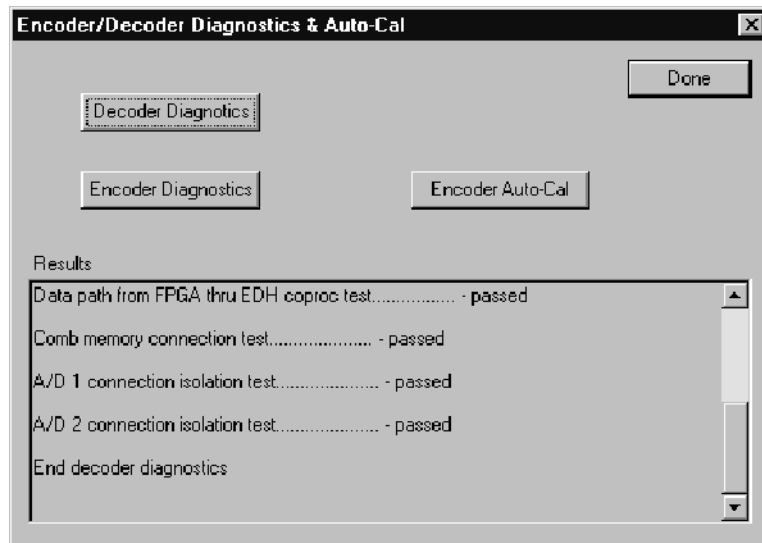 Encoder/Decoder Diagnostics & Auto-Cal
Done
Decoder Diagnotics
Encoder Diagnostics
Encoder Auto-Cal
Results
Data path from FPGA thru EDH coproc test................ - passed
Comb memory connection test.................... - passed
A/D 1 connection isolation test.................... - passed
A/D 2 connection isolation test.................... - passed
End decoder diagnostics